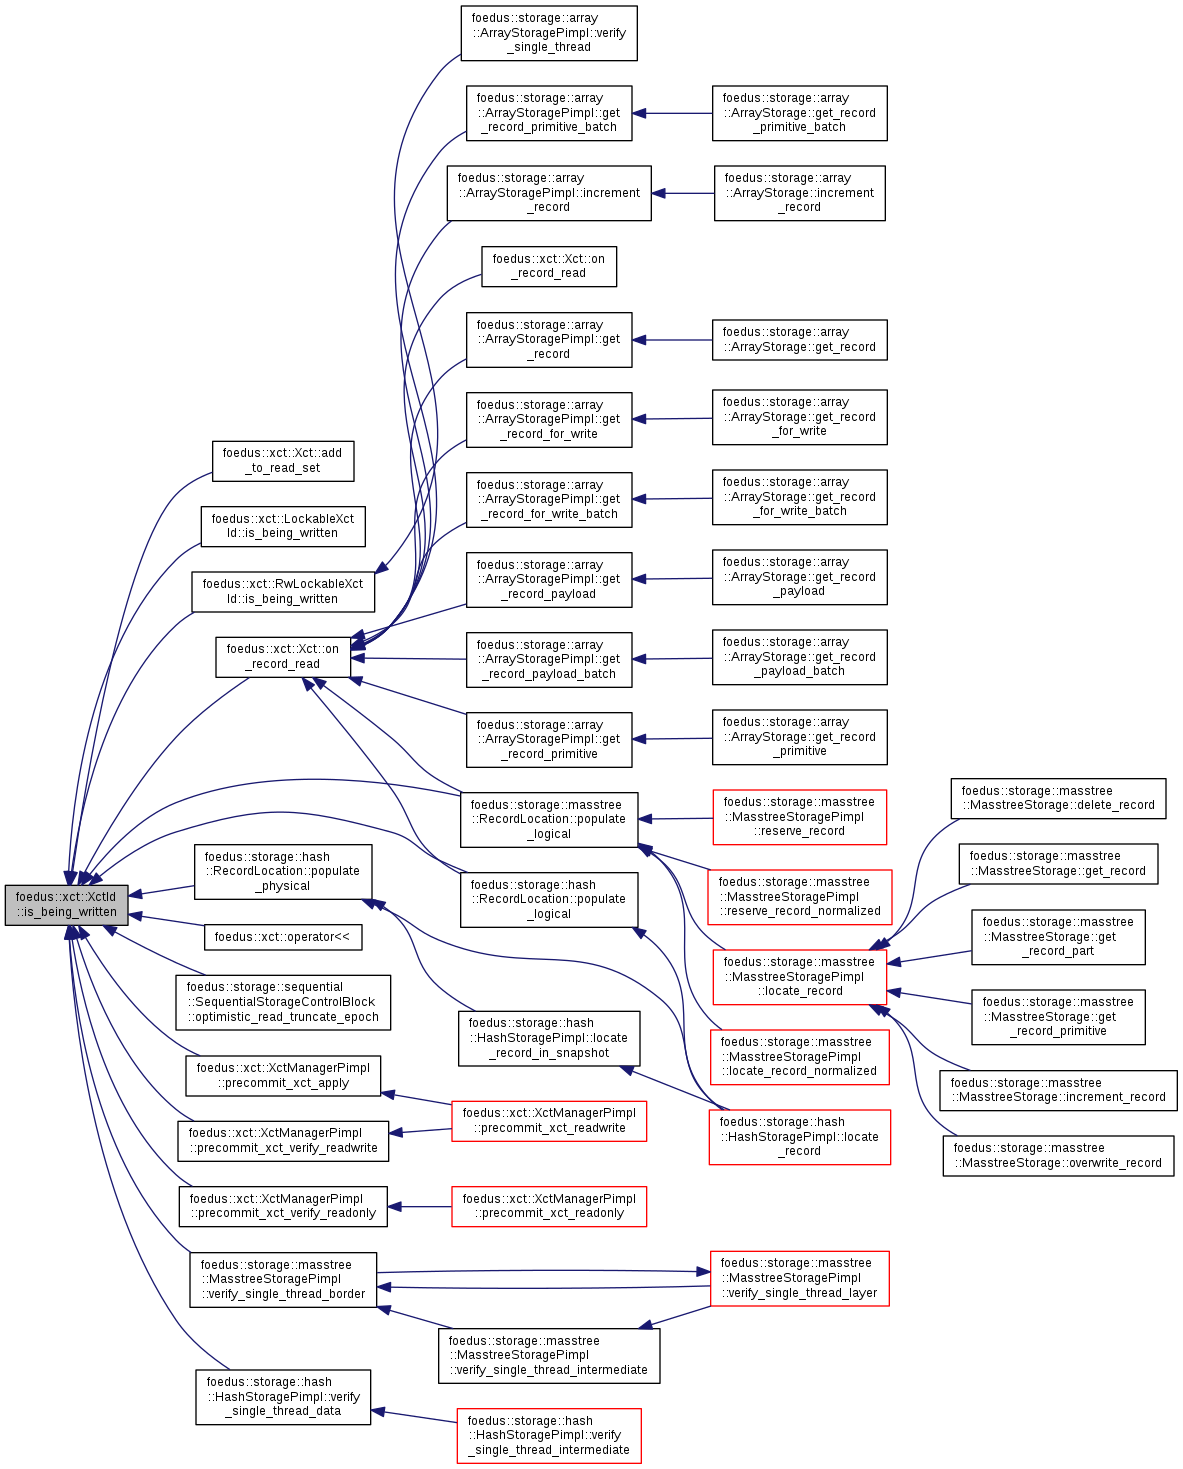 foedus::storage::array
::ArrayStoragePimpl::verify
_single_thread
foedus::storage::array
::ArrayStoragePimpl::get
_record_primitive_batch
foedus::storage::array
::ArrayStorage::get_record
_primitive_batch
foedus::storage::array
::ArrayStoragePimpl::increment
_record
foedus::storage::array
::ArrayStorage::increment
_record
foedus::xct::Xct::on
_record_read
foedus::storage::array
::ArrayStoragePimpl::get
_record
foedus::storage::array
::ArrayStorage::get_record
foedus::storage::array
::ArrayStoragePimpl::get
_record_for_write
foedus::storage::array
::ArrayStorage::get_record
_for_write
foedus::xct::Xct::add
_to_read_set
foedus::storage::array
::ArrayStoragePimpl::get
_record_for_write_batch
foedus::storage::array
::ArrayStorage::get_record
_for_write_batch
foedus::xct::LockableXct
Id::is_being_written
foedus::xct::RwLockableXct
Id::is_being_written
foedus::storage::array
::ArrayStoragePimpl::get
_record_payload
foedus::storage::array
::ArrayStorage::get_record
_payload
foedus::xct::Xct::on
_record_read
foedus::storage::array
::ArrayStoragePimpl::get
_record_payload_batch
foedus::storage::array
::ArrayStorage::get_record
_payload_batch
foedus::storage::array
::ArrayStoragePimpl::get
_record_primitive
foedus::storage::array
::ArrayStorage::get_record
_primitive
foedus::storage::masstree
::RecordLocation::populate
_logical
foedus::storage::masstree
::MasstreeStoragePimpl
::reserve_record
foedus::storage::masstree
::MasstreeStorage::delete_record
foedus::storage::hash
::RecordLocation::populate
_physical
foedus::storage::hash
::RecordLocation::populate
_logical
foedus::storage::masstree
::MasstreeStoragePimpl
::reserve_record_normalized
foedus::storage::masstree
::MasstreeStorage::get_record
foedus::xct::XctId
::is_being_written
foedus::xct::operator<<
foedus::storage::masstree
::MasstreeStorage::get
_record_part
foedus::storage::masstree
::MasstreeStoragePimpl
::locate_record
foedus::storage::sequential
::SequentialStorageControlBlock
::optimistic_read_truncate_epoch
foedus::storage::masstree
::MasstreeStorage::get
_record_primitive
foedus::storage::hash
::HashStoragePimpl::locate
_record_in_snapshot
foedus::storage::masstree
::MasstreeStoragePimpl
::locate_record_normalized
foedus::xct::XctManagerPimpl
::precommit_xct_apply
foedus::storage::masstree
::MasstreeStorage::increment_record
foedus::xct::XctManagerPimpl
::precommit_xct_verify_readwrite
foedus::xct::XctManagerPimpl
::precommit_xct_readwrite
foedus::storage::hash
::HashStoragePimpl::locate
_record
foedus::storage::masstree
::MasstreeStorage::overwrite_record
foedus::xct::XctManagerPimpl
::precommit_xct_verify_readonly
foedus::xct::XctManagerPimpl
::precommit_xct_readonly
foedus::storage::masstree
::MasstreeStoragePimpl
::verify_single_thread_border
foedus::storage::masstree
::MasstreeStoragePimpl
::verify_single_thread_layer
foedus::storage::masstree
::MasstreeStoragePimpl
::verify_single_thread_intermediate
foedus::storage::hash
::HashStoragePimpl::verify
_single_thread_data
foedus::storage::hash
::HashStoragePimpl::verify
_single_thread_intermediate